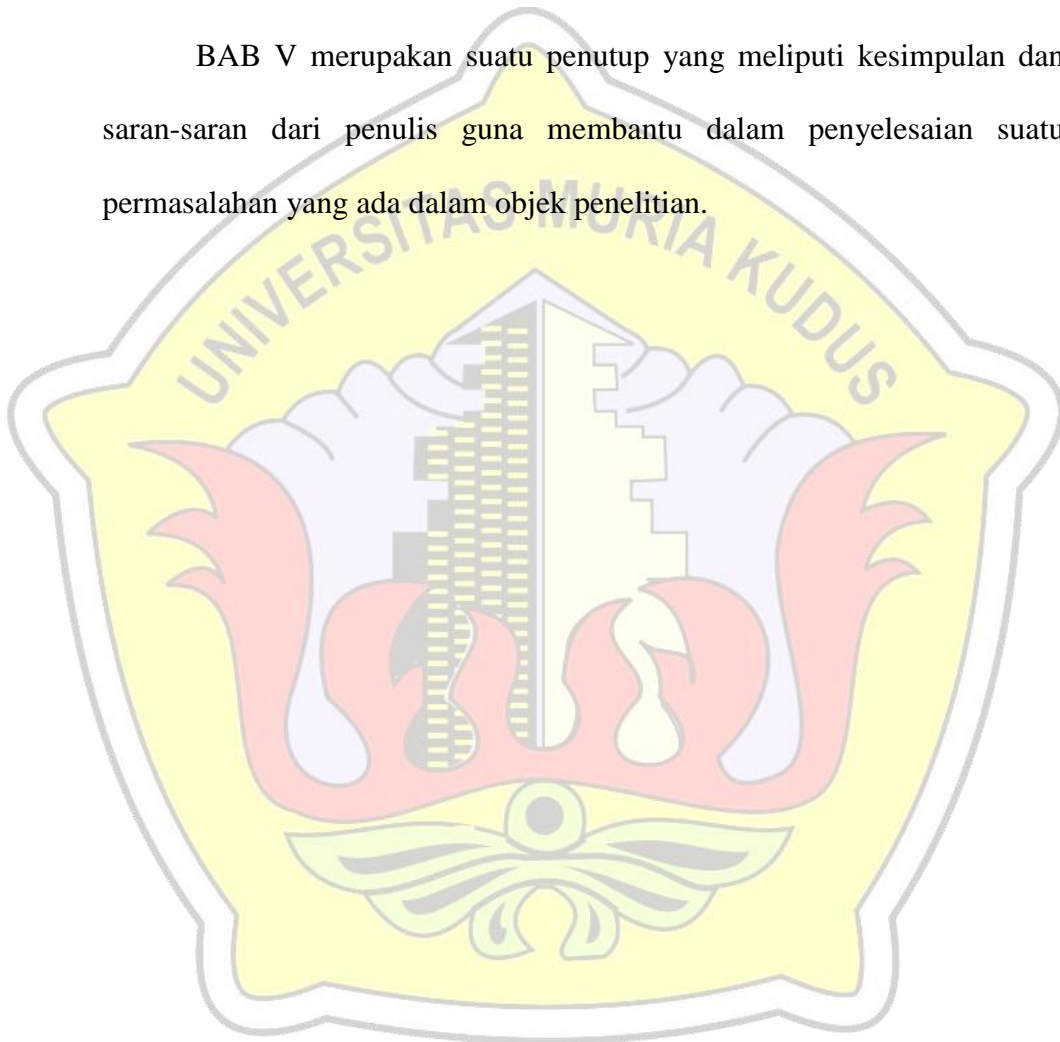 BAB V merupakan suatu penutup yang meliputi kesimpulan dan
saran-saran dari penulis guna membantu dalam penyelesaian suatu
permasalahan yang ada dalam objek penelitian.
UNIVERSITAS MURIA KUDUS